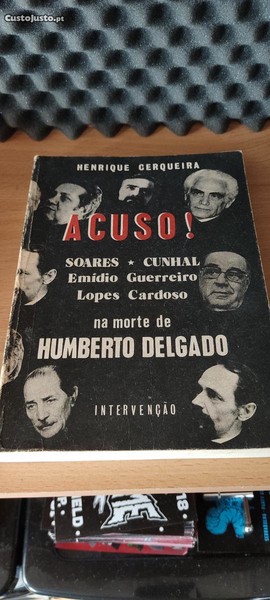 CustoJusto.pt
HENRIQUE CERQUEIRA
ACUSO!
SOARES ★ CUNHAL
Emídio Guerreiro
Lopes Cardoso
na morte de
HUMBERTO DELGADO
INTERVENÇÃO